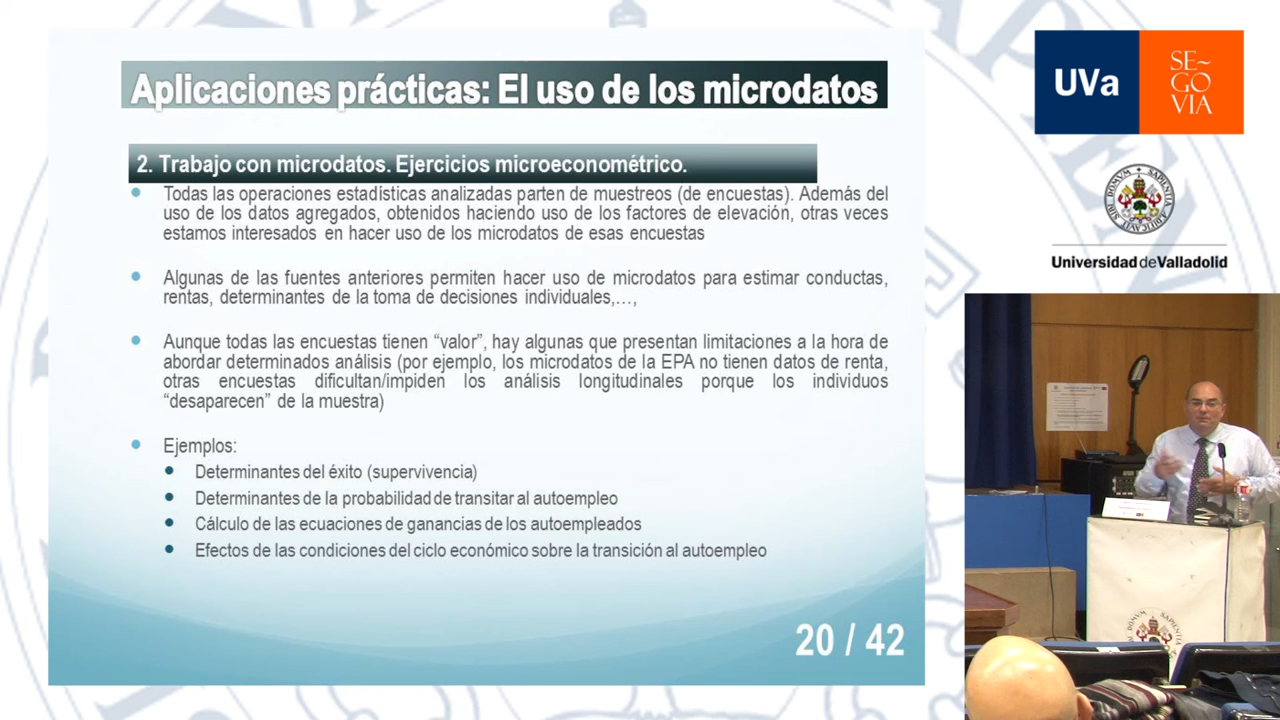 Aplicaciones prácticas: El uso de los microdatos
2. Trabajo con microdatos. Ejercicios microeconométrico.
Todas las operaciones estadísticas analizadas parten de muestreos (de encuestas). Además del
uso de los datos agregados, obtenidos haciendo uso de los factores de elevación, otras veces
estamos interesados en hacer uso de los microdatos de esas encuestas
Algunas de las fuentes anteriores permiten hacer uso de microdatos para estimar conductas,
rentas, determinantes de la toma de decisiones individuales,…,
Aunque todas las encuestas tienen “valor”, hay algunas que presentan limitaciones a la hora de
abordar determinados análisis (por ejemplo, los microdatos de la EPA no tienen datos de renta,
otras encuestas dificultan/impiden los análisis longitudinales porque los individuos
“desaparecen” de la muestra)
Ejemplos:
Determinantes del éxito (supervivencia)
Determinantes de la probabilidad de transitar al autoempleo
Cálculo de las ecuaciones de ganancias de los autoempleados
Efectos de las condiciones del ciclo económico sobre la transición al autoempleo
20 / 42
UVa
SE~
GO
VIA
Universidad de Valladolid